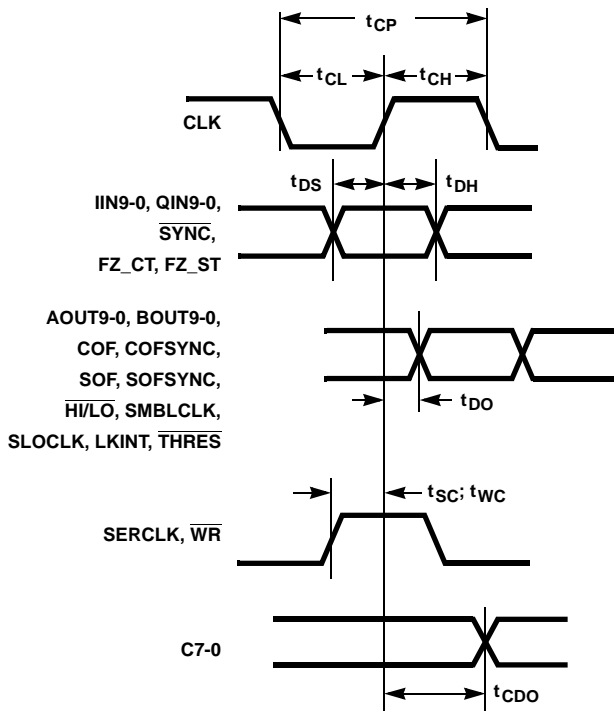 tCP
tCL
tCH
CLK
tDS
tDH
IIN9-0, QIN9-0,
SYNC,
FZ_CT, FZ_ST
AOUT9-0, BOUT9-0,
COF, COFSYNC,
SOF, SOFSYNC,
HI/LO, SMBLCLK,
tDO
SLOCLK, LKINT, THRES
tSC; tWC
SERCLK, WR
C7-0
tCDO